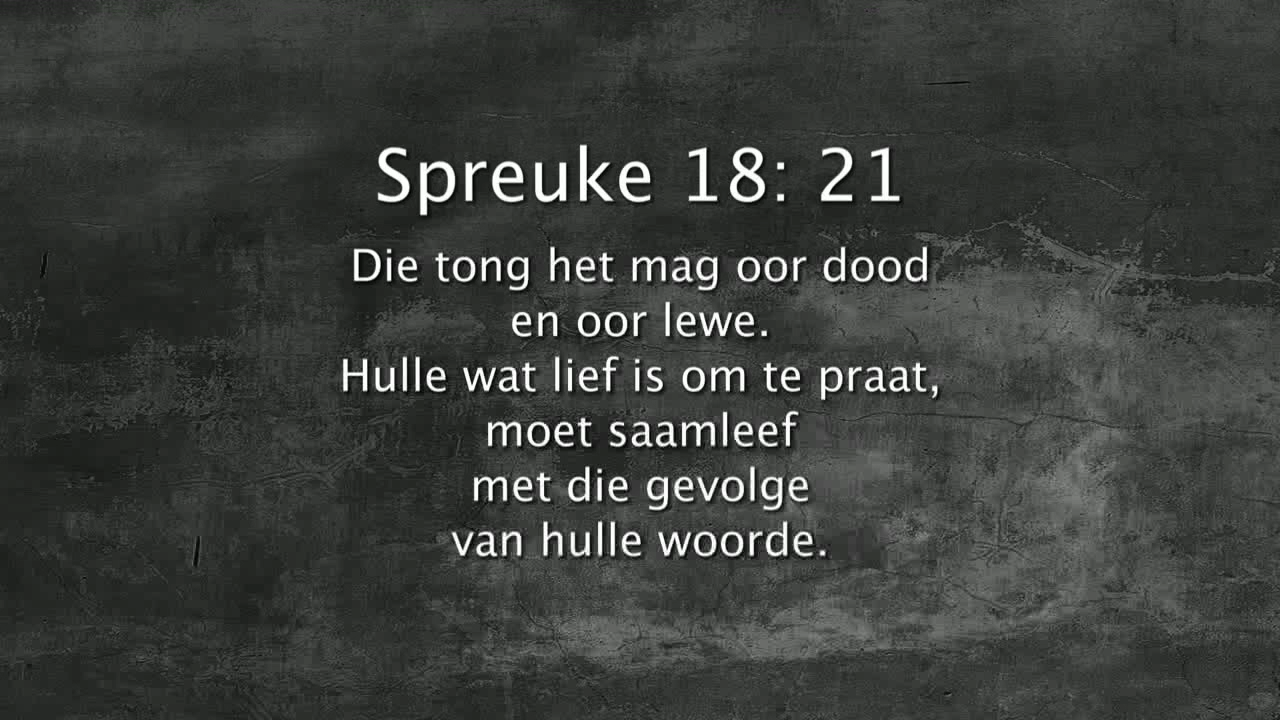 Spreuke 18: 21
Die tong het mag oor dood
en oor lewe.
Hulle wat lief is om te praat,
moet saamleef
met die gevolge
van hulle woorde.